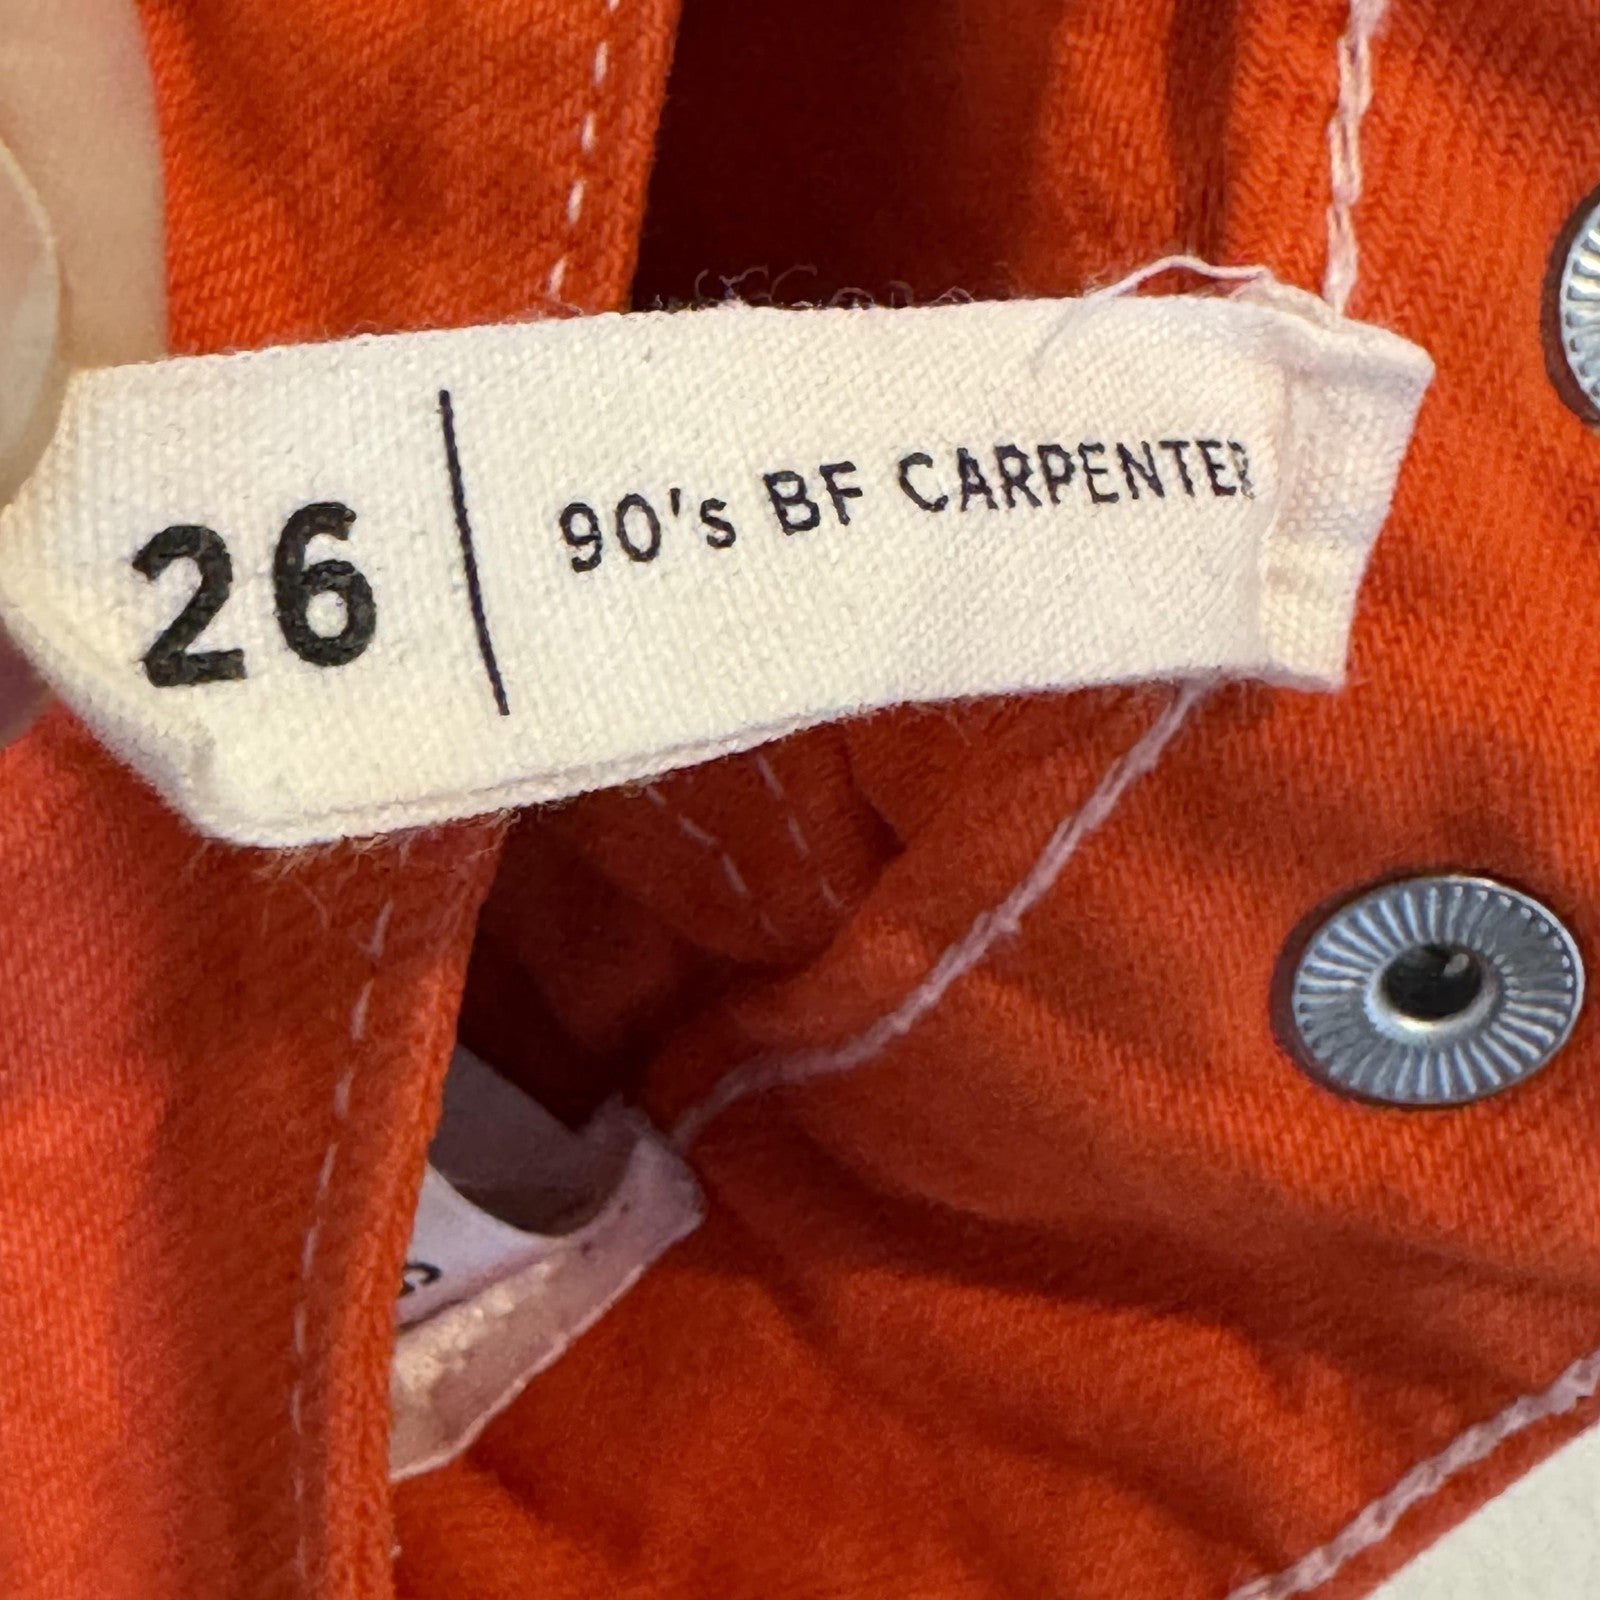 26 | 90's BF CARPENTER